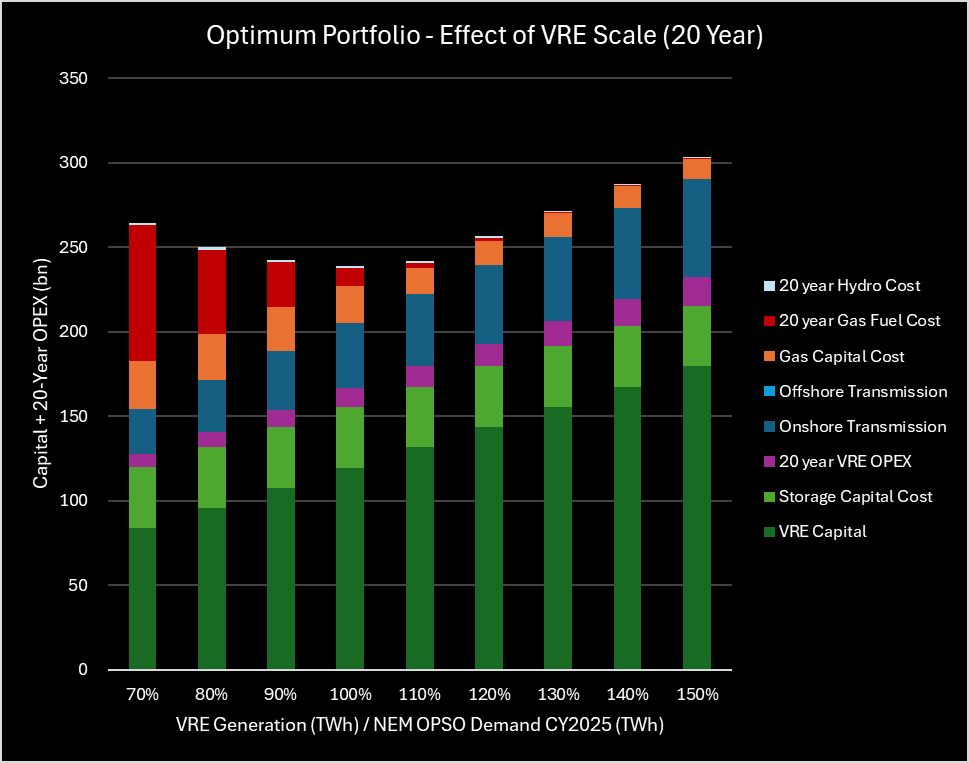 Optimum Portfolio - Effect of VRE Scale (20 Year)
Capital + 20-Year OPEX (bn)
350
300
250
200
150
100
50
0
70% 80% 90% 100% 110% 120% 130% 140% 150%
VRE Generation (TWh) / NEM OPSO Demand CY2025 (TWh)
20 year Hydro Cost
20 year Gas Fuel Cost
Gas Capital Cost
Offshore Transmission
Onshore Transmission
20 year VRE OPEX
Storage Capital Cost
VRE Capital